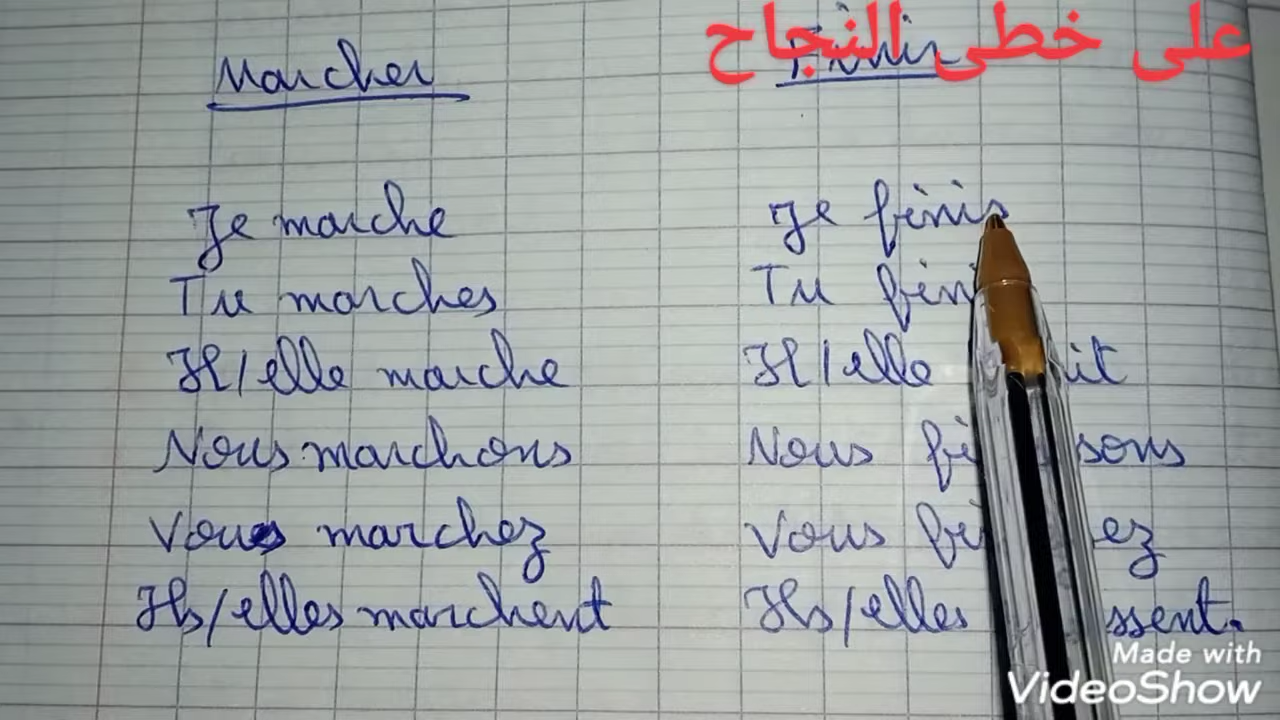 على خطى النجاح
Marcher
Je marche
Tu marches
Il/elle marche
Nous marchons
Vous marchez
Ils/elles marchent
Finir
Je finis
Tu
Il/elle
Nous
Vous
Ils/elles
Made with
VideoShow